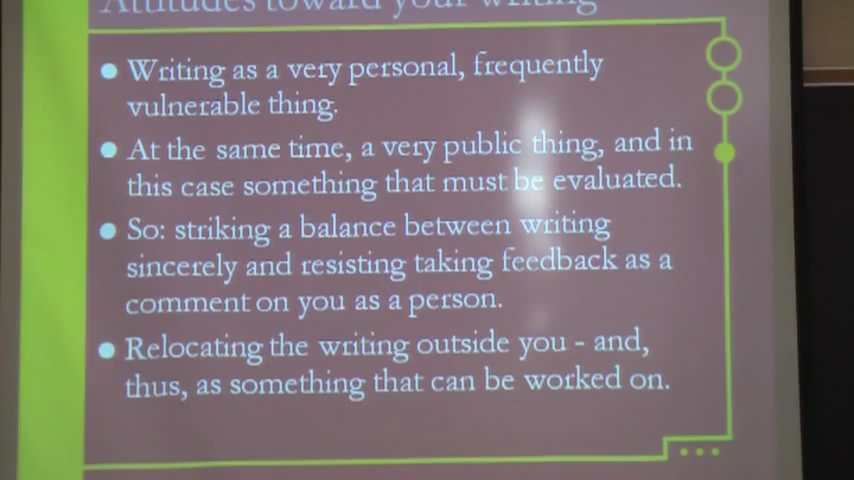 Attitudes toward your writing
Writing as a very personal, frequently
vulnerable thing.
At the same time, a very public thing, and in
this case something that must be evaluated.
So: striking a balance between writing
sincerely and resisting taking feedback as a
comment on you as a person.
Relocating the writing outside you - and,
thus, as something that can be worked on.